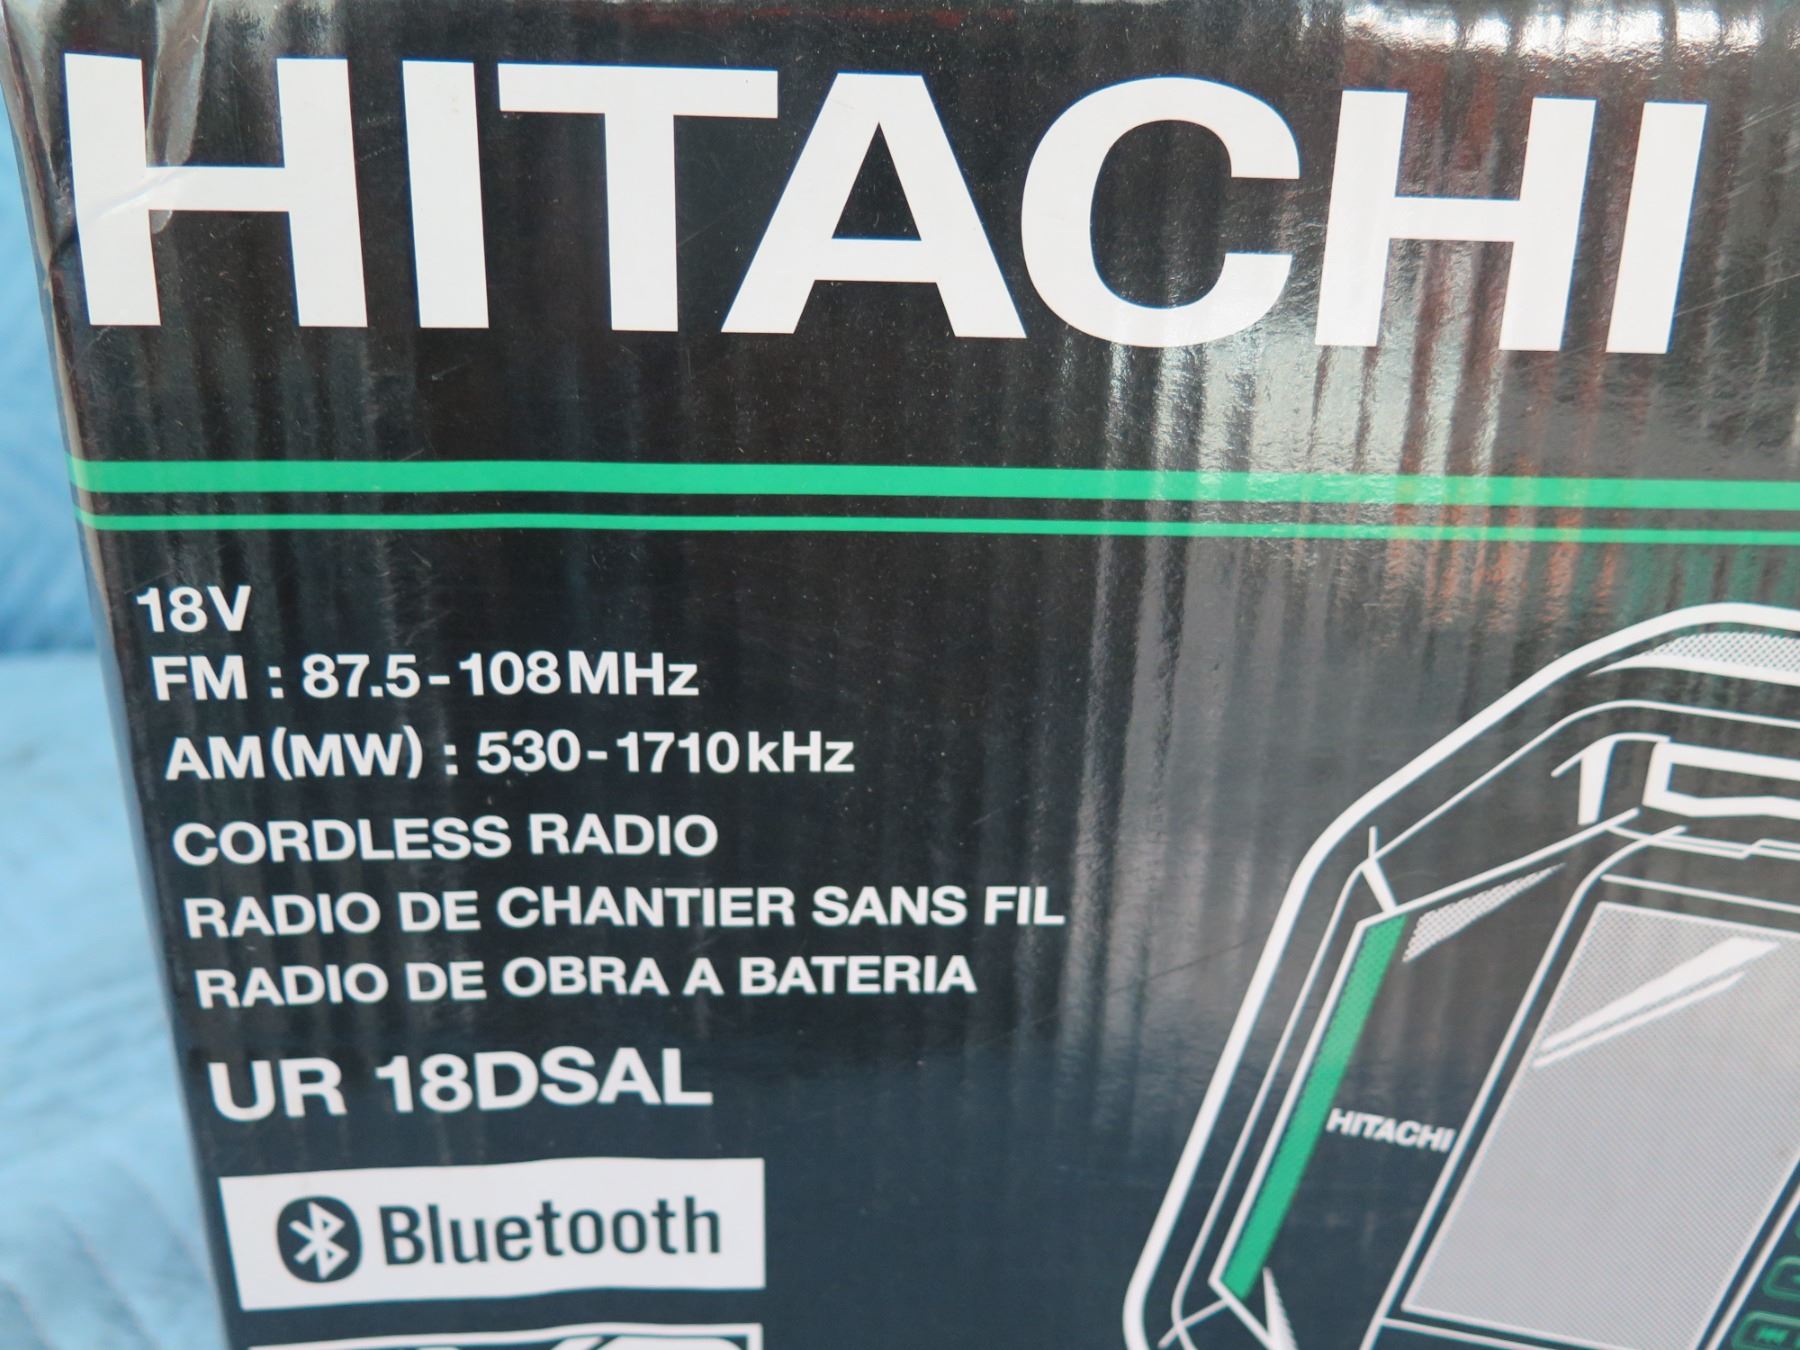 HITACHI
18V
FM : 87.5-108MHz
AM(MW) : 530-1710kHz
CORDLESS RADIO
RADIO DE CHANTIER SANS FIL
RADIO DE OBRA A BATERIA
UR 18DSAL
HITACHI
Bluetooth